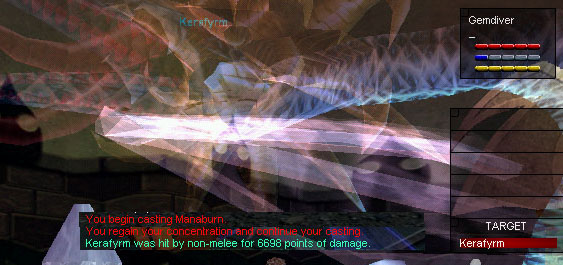 Kerafyrm
Gemdiver
You begin casting Manaburn.
You regain your concentration and continue your casting.
Kerafyrm was hit by non-melee for 6698 points of damage.
TARGET
Kerafyrm